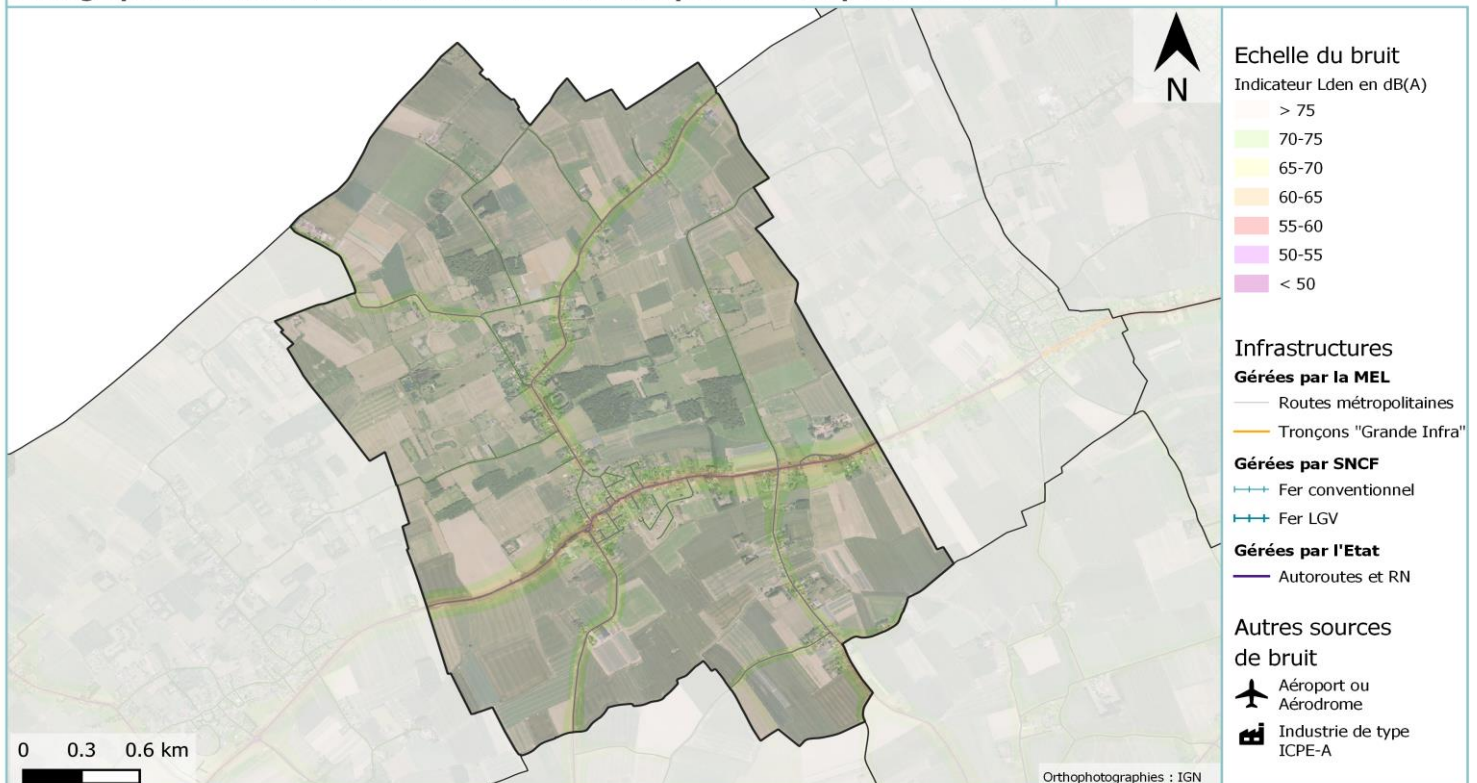 N
Echelle du bruit
Indicateur Lden en dB(A)
> 75
70-75
65-70
60-65
55-60
50-55
< 50
Infrastructures
Gérées par la MEL
Routes métropolitaines
Tronçons "Grande Infra"
Gérées par SNCF
Fer conventionnel
Fer LGV
Gérées par l'Etat
Autoroutes et RN
Autres sources
de bruit
Aéroport ou
Aérodrome
Industrie de type
ICPE-A
0 0.3 0.6 km
Orthophotographies : IGN